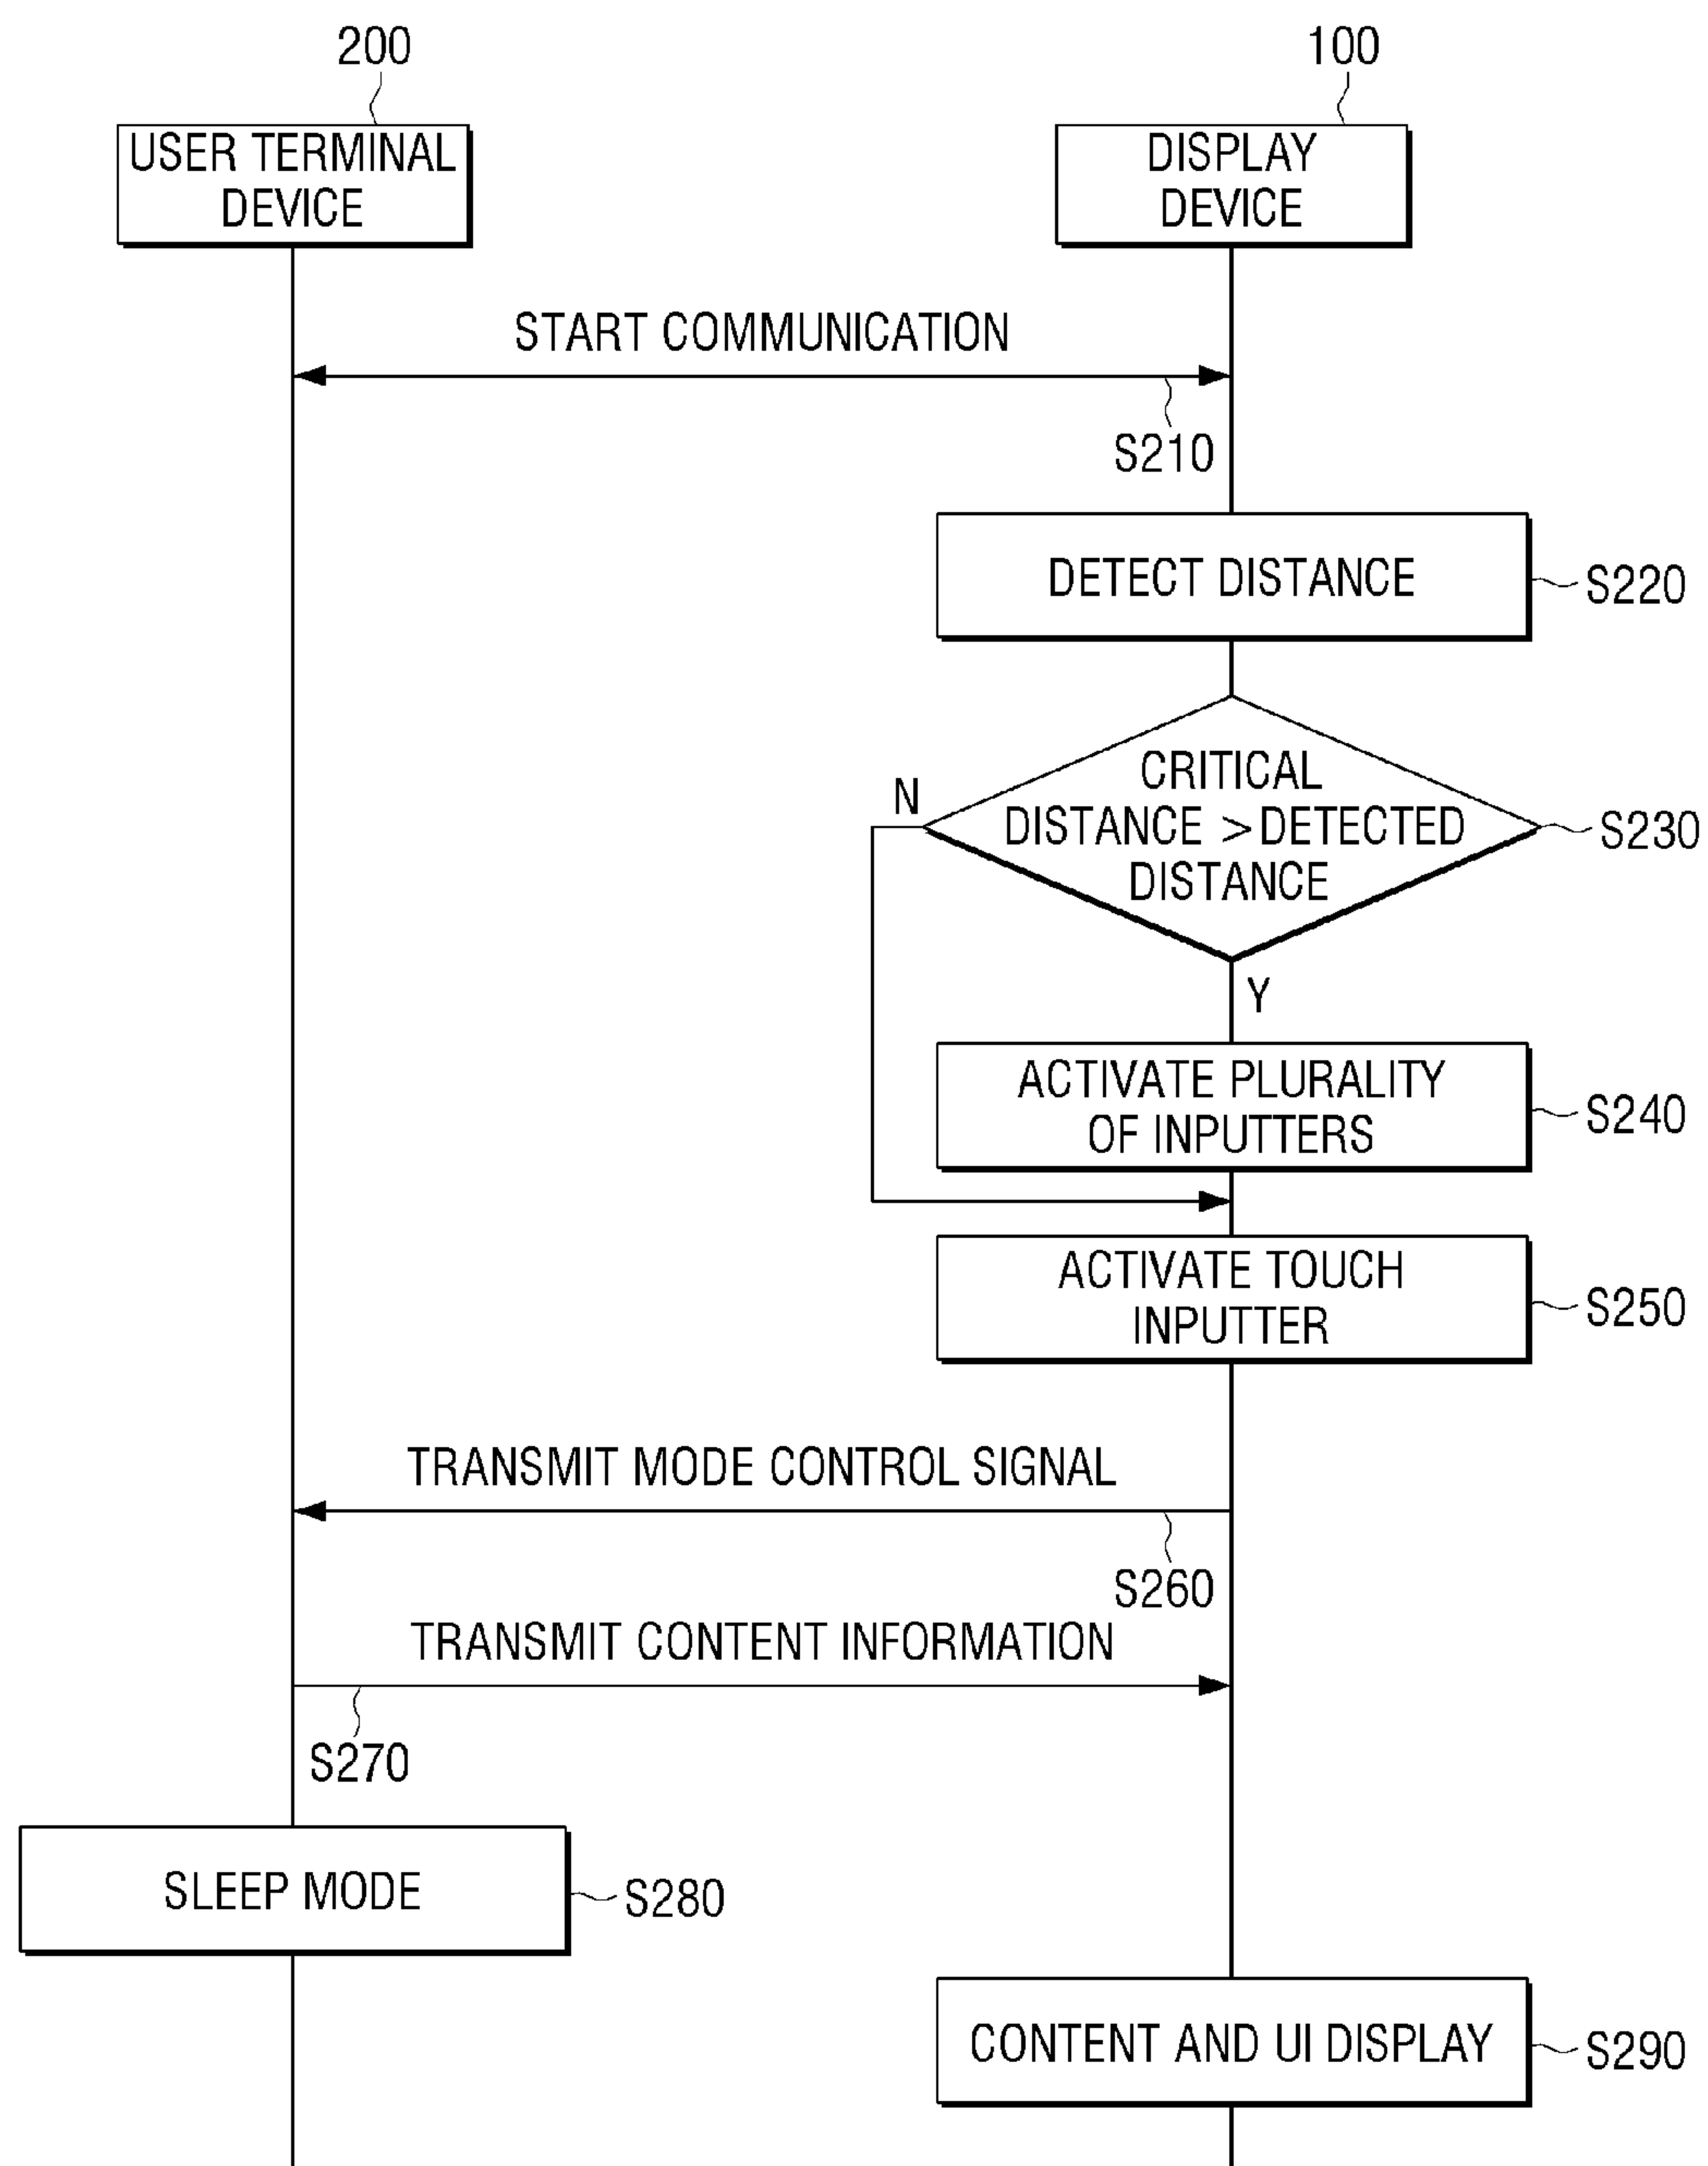 200
100
USER TERMINAL
DEVICE
DISPLAY
DEVICE
START COMMUNICATION
S210
DETECT DISTANCE
S220
CRITICAL
DISTANCE > DETECTED
DISTANCE
N
S230
Y
ACTIVATE PLURALITY
OF INPUTTERS
S240
ACTIVATE TOUCH
INPUTTER
S250
TRANSMIT MODE CONTROL SIGNAL
S260
TRANSMIT CONTENT INFORMATION
S270
SLEEP MODE
S280
CONTENT AND UI DISPLAY
S290